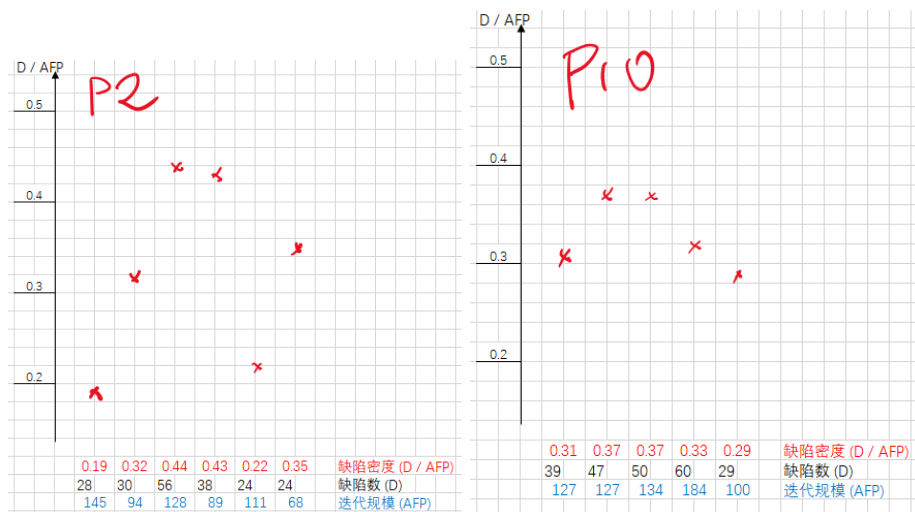 D / AFP
P2
0.5
0.4
0.3
0.2
0.19 0.32 0.44 0.43 0.22 0.35 缺陷密度 (D / AFP)
28 30 56 38 24 24 缺陷数 (D)
145 94 128 89 111 68 迭代规模 (AFP)
D / AFP
P10
0.5
0.4
0.3
0.2
0.31 0.37 0.37 0.33 0.29 缺陷密度 (D / AFP)
39 47 50 60 29 缺陷数 (D)
127 127 134 184 100 迭代规模 (AFP)